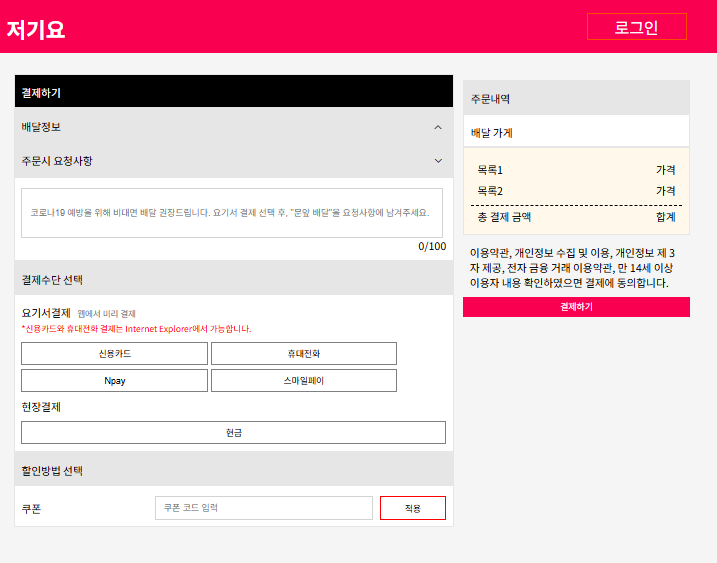 저기요
로그인
결제하기
배달정보
주문시 요청사항
코로나19 예방을 위해 비대면 배달 권장드립니다. 요기서 결제 선택 후, "문앞 배달"을 요청사항에 남겨주세요.
0/100
결제수단 선택
요기서결제 웹에서 미리 결제
*신용카드와 휴대전화 결제는 Internet Explorer에서 가능합니다.
신용카드 휴대전화
Npay 스마일페이
현장결제
현금
할인방법 선택
쿠폰 쿠폰 코드 입력 적용
주문내역
배달 가게
목록1 가격
목록2 가격
총 결제 금액 합계
이용약관, 개인정보 수집 및 이용, 개인정보 제 3
자 제공, 전자 금융 거래 이용약관, 만 14세 이상
이용자 내용 확인하였으면 결제에 동의합니다.
결제하기